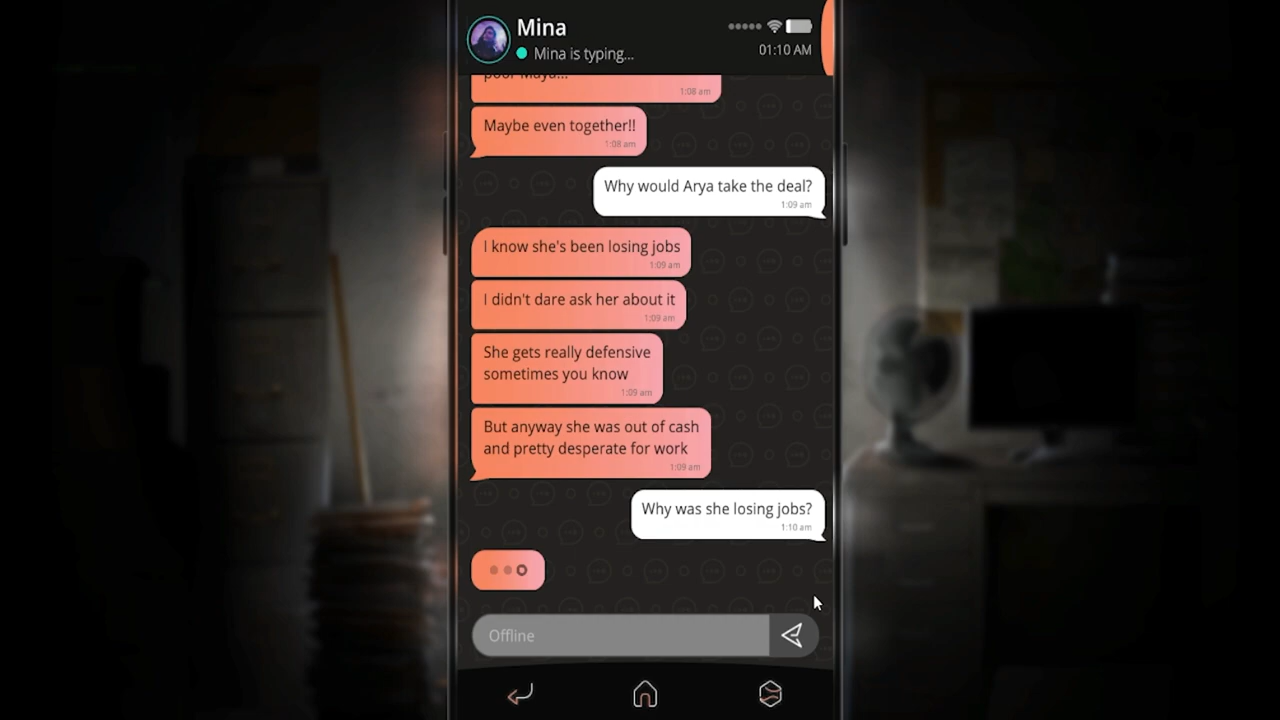 Mina
Mina is typing...
01:10 AM
poor Maya...
1:08 am
Maybe even together!!
1:08 am
Why would Arya take the deal?
1:09 am
I know she's been losing jobs
1:09 am
I didn't dare ask her about it
1:09 am
She gets really defensive
sometimes you know
1:09 am
But anyway she was out of cash
and pretty desperate for work
1:09 am
Why was she losing jobs?
1:10 am
Offline